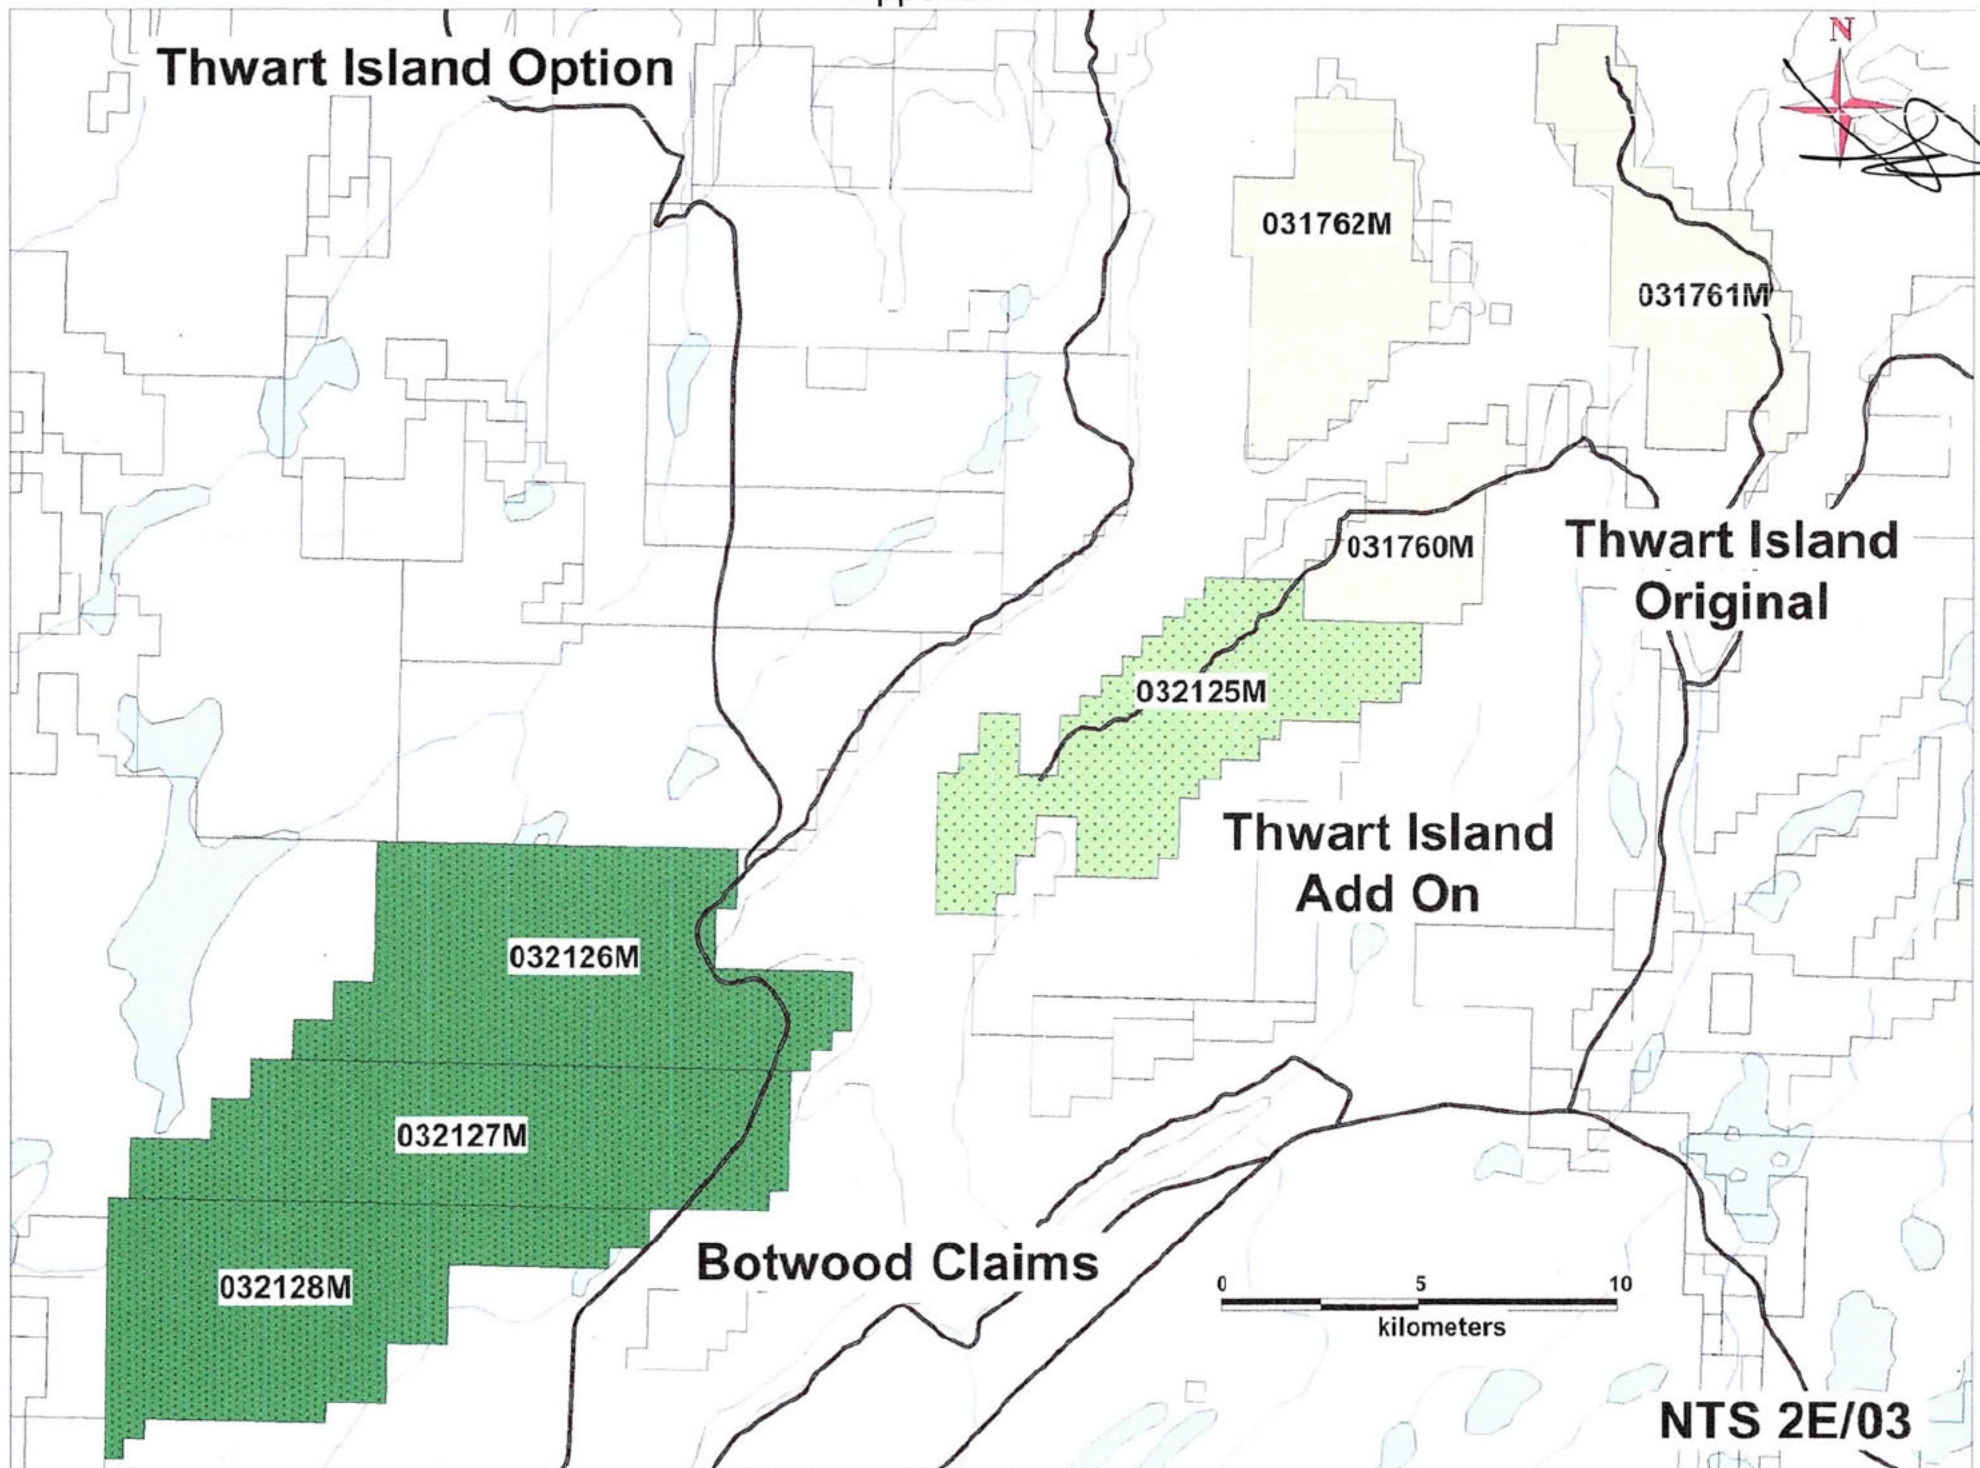 Thwart Island Option
N
031762M
031761M
031760M
Thwart Island
Original
032125M
Thwart Island
Add On
032126M
032127M
032128M
Botwood Claims
0 5 10
kilometers
NTS 2E/03